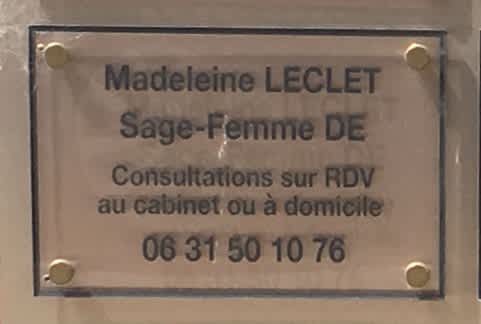 Madeleine LECLET
Sage-Femme DE
Consultations sur RDV
au cabinet ou à domicile
06 31 50 10 76